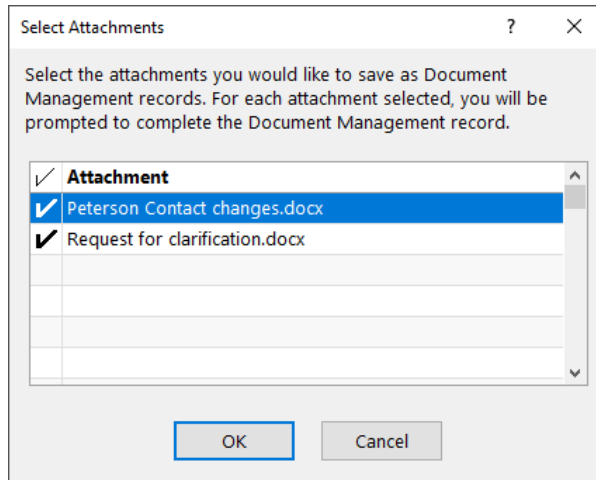 Select Attachments
Select the attachments you would like to save as Document
Management records. For each attachment selected, you will be
prompted to complete the Document Management record.
Attachment
Peterson Contact changes.docx
Request for clarification.docx
OK Cancel